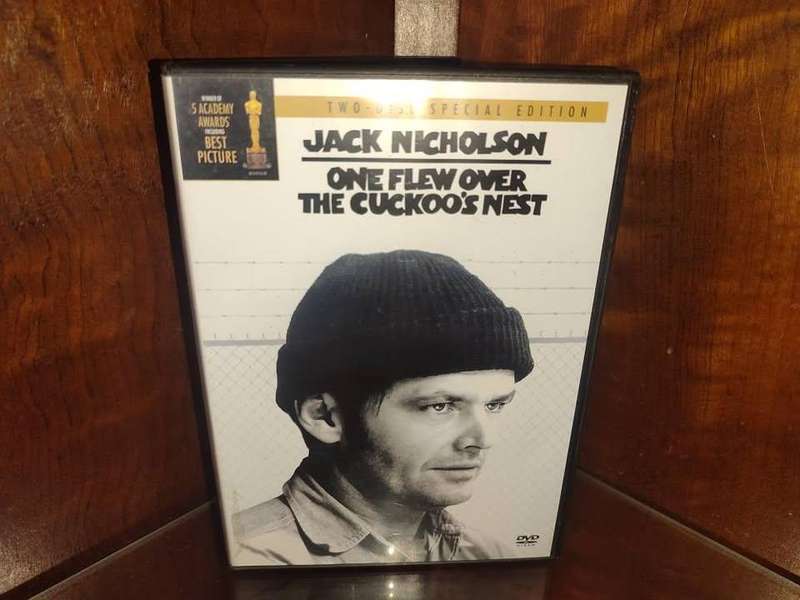 WINNER OF
5 ACADEMY
AWARDS
INCLUDING
BEST
PICTURE
TWO-DISC SPECIAL EDITION
JACK NICHOLSON
ONE FLEW OVER
THE CUCKOO'S NEST
DVD
VIDEO